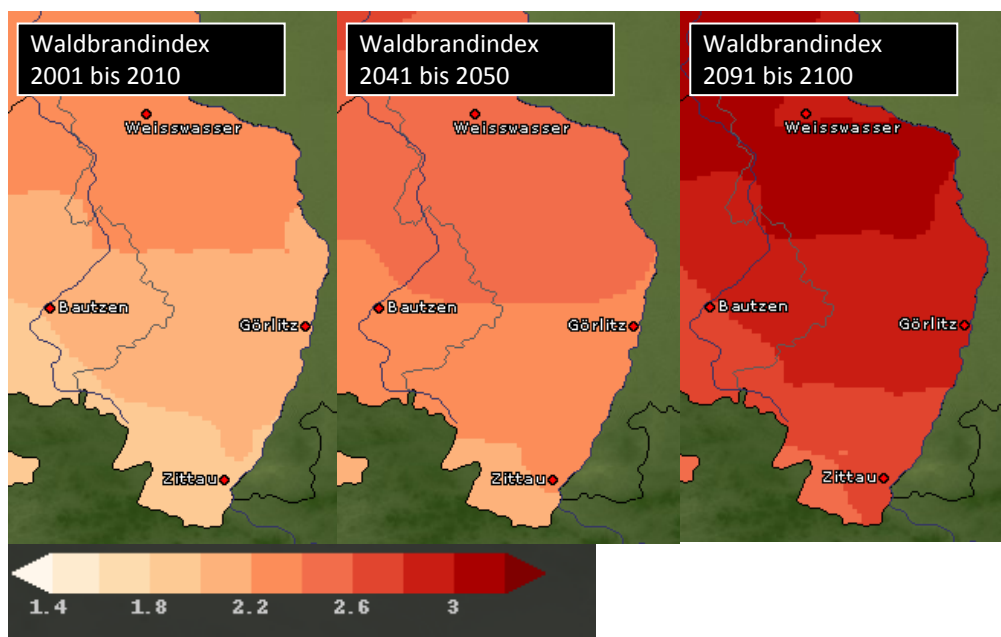 Waldbrandindex
2001 bis 2010
Waldbrandindex
2041 bis 2050
Waldbrandindex
2091 bis 2100
Weisswasser
Weisswasser
Weisswasser
Bautzen
Görlitz
Bautzen
Görlitz
Bautzen
Görlitz
Zittau
Zittau
Zittau
1.4 1.8 2.2 2.6 3